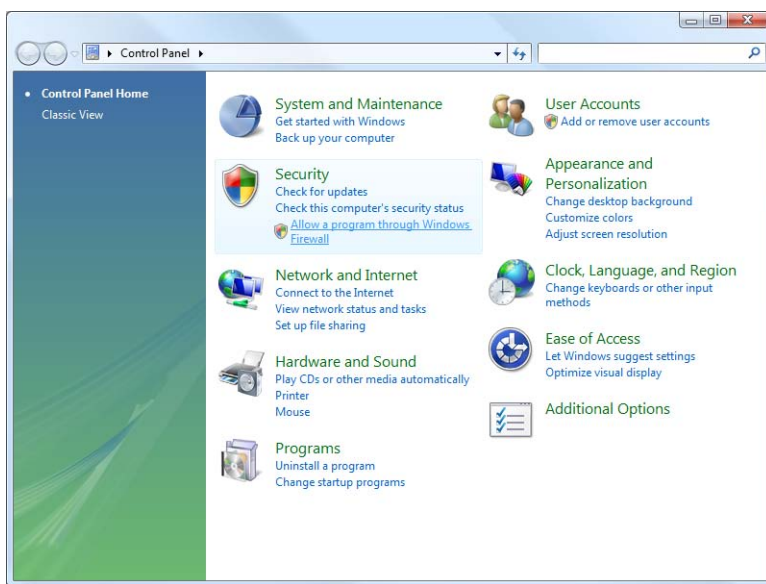 Control Panel
Control Panel Home
Classic View
System and Maintenance
Get started with Windows
Back up your computer
Security
Check for updates
Check this computer's security status
Allow a program through Windows
Firewall
Network and Internet
Connect to the Internet
View network status and tasks
Set up file sharing
Hardware and Sound
Play CDs or other media automatically
Printer
Mouse
Programs
Uninstall a program
Change startup programs
User Accounts
Add or remove user accounts
Appearance and
Personalization
Change desktop background
Customize colors
Adjust screen resolution
Clock, Language, and Region
Change keyboards or other input
methods
Ease of Access
Let Windows suggest settings
Optimize visual display
Additional Options